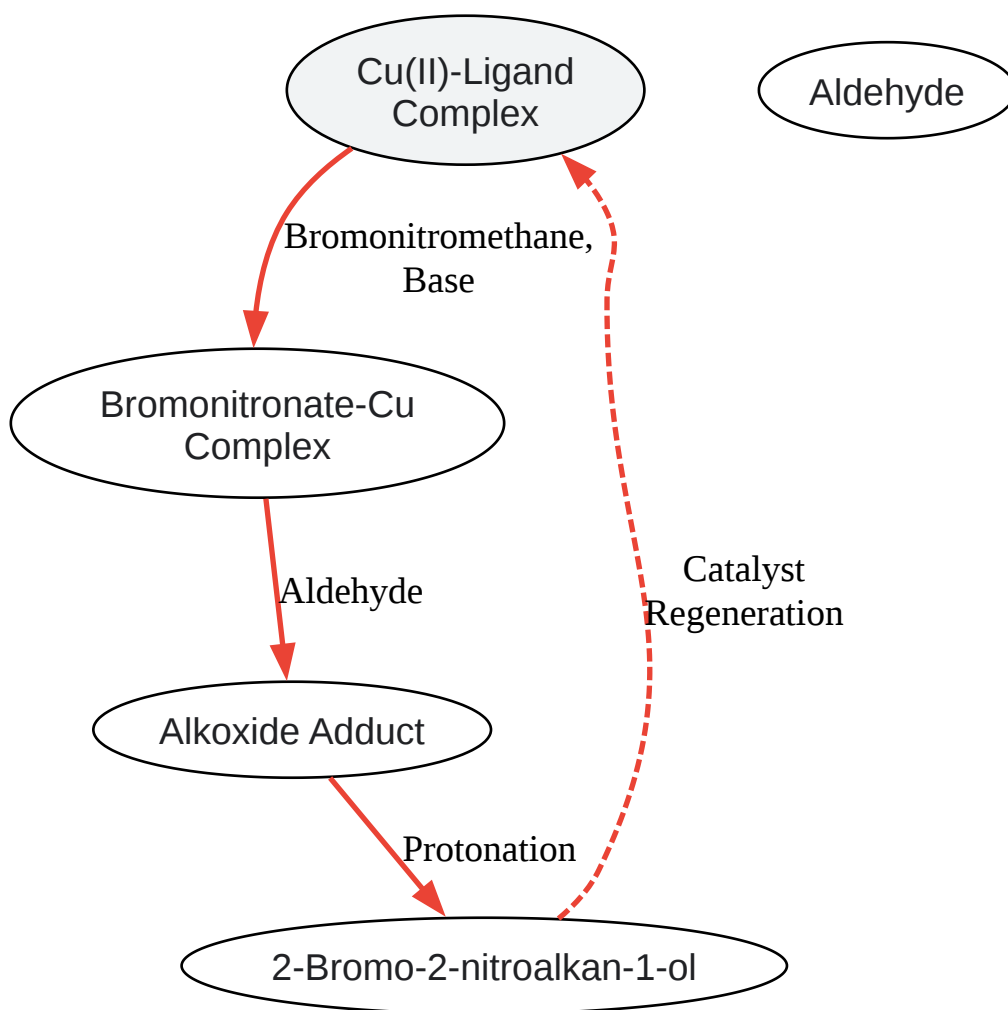 Cu(II)-Ligand
Complex
Aldehyde
Bromonitromethane,
Base
Bromonitronate-Cu
Complex
Aldehyde
Catalyst
Regeneration
Alkoxide Adduct
Protonation
2-Bromo-2-nitroalkan-1-ol